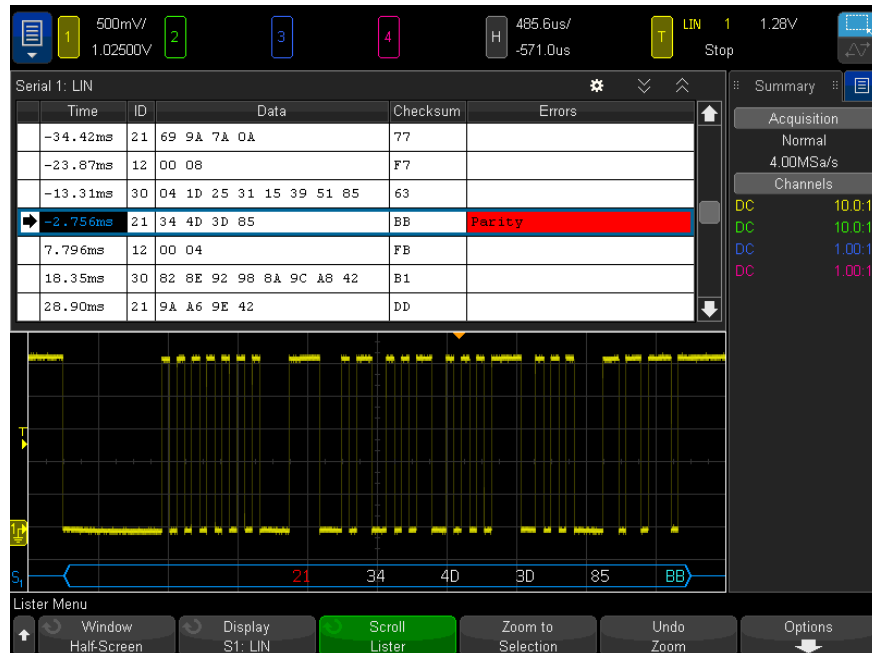 1 500mV/ 2 3 4 H 485.6us/ T LIN 1 1.28V
1.02500V -571.0us Stop
Serial 1: LIN
Summary
Time ID Data Checksum Errors
-34.42ms 21 69 9A 7A 0A 77
-23.87ms 12 00 08 F7
-13.31ms 30 04 1D 25 31 15 39 51 85 63
-2.756ms 21 34 4D 3D 85 BB Parity
7.796ms 12 00 04 FB
18.35ms 30 82 8E 92 98 8A 9C A8 42 B1
28.90ms 21 9A A6 9E 42 DD
Acquisition
Normal
4.00MSa/s
Channels
DC 10.0:1
DC 10.0:1
DC 1.00:1
DC 1.00:1
T
1
S1 21 34 4D 3D 85 BB
Lister Menu
Window Display Scroll Zoom to Undo Options
Half-Screen S1: LIN Lister Selection Zoom